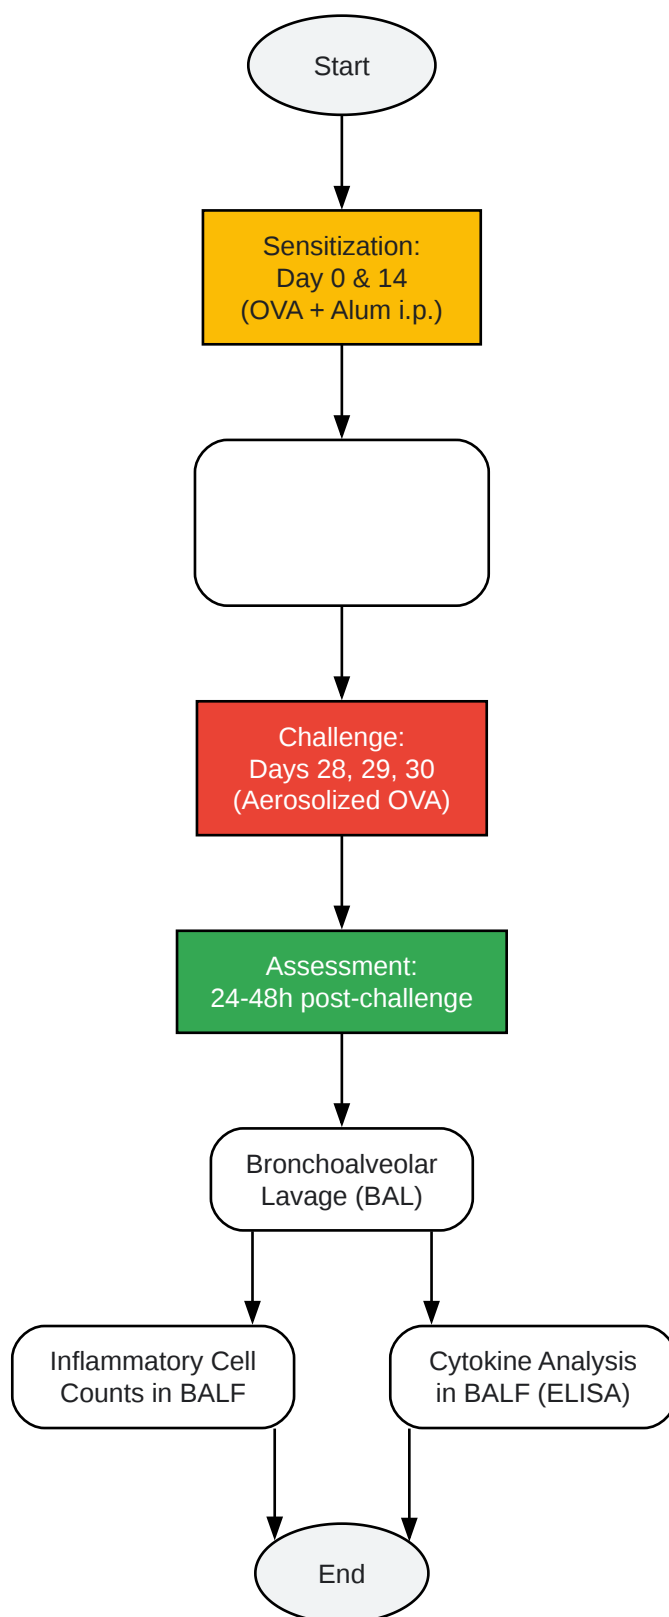 Start
Sensitization:
Day 0 & 14
(OVA + Alum i.p.)
Challenge:
Days 28, 29, 30
(Aerosolized OVA)
Assessment:
24-48h post-challenge
Bronchoalveolar
Lavage (BAL)
Inflammatory Cell
Counts in BALF
Cytokine Analysis
in BALF (ELISA)
End